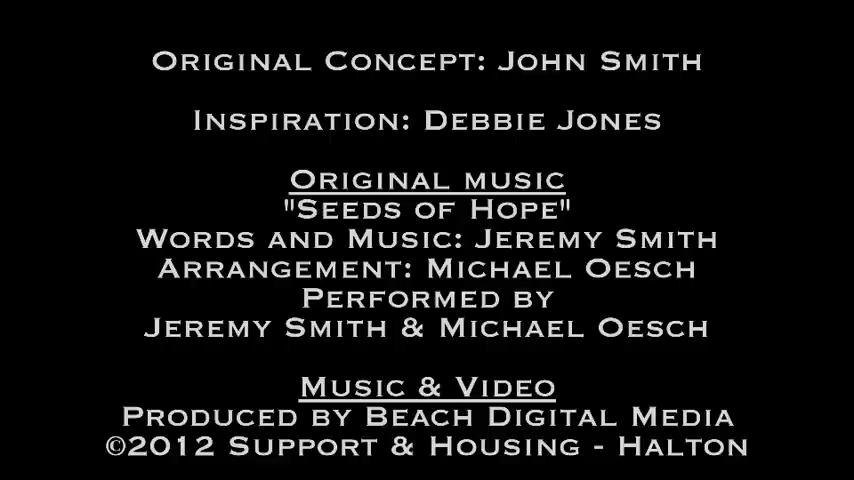 Original Concept: John Smith
Inspiration: Debbie Jones
Original music
"Seeds of Hope"
Words and Music: Jeremy Smith
Arrangement: Michael Oesch
Performed by
Jeremy Smith & Michael Oesch
Music & Video
Produced by Beach Digital Media
©2012 Support & Housing - Halton